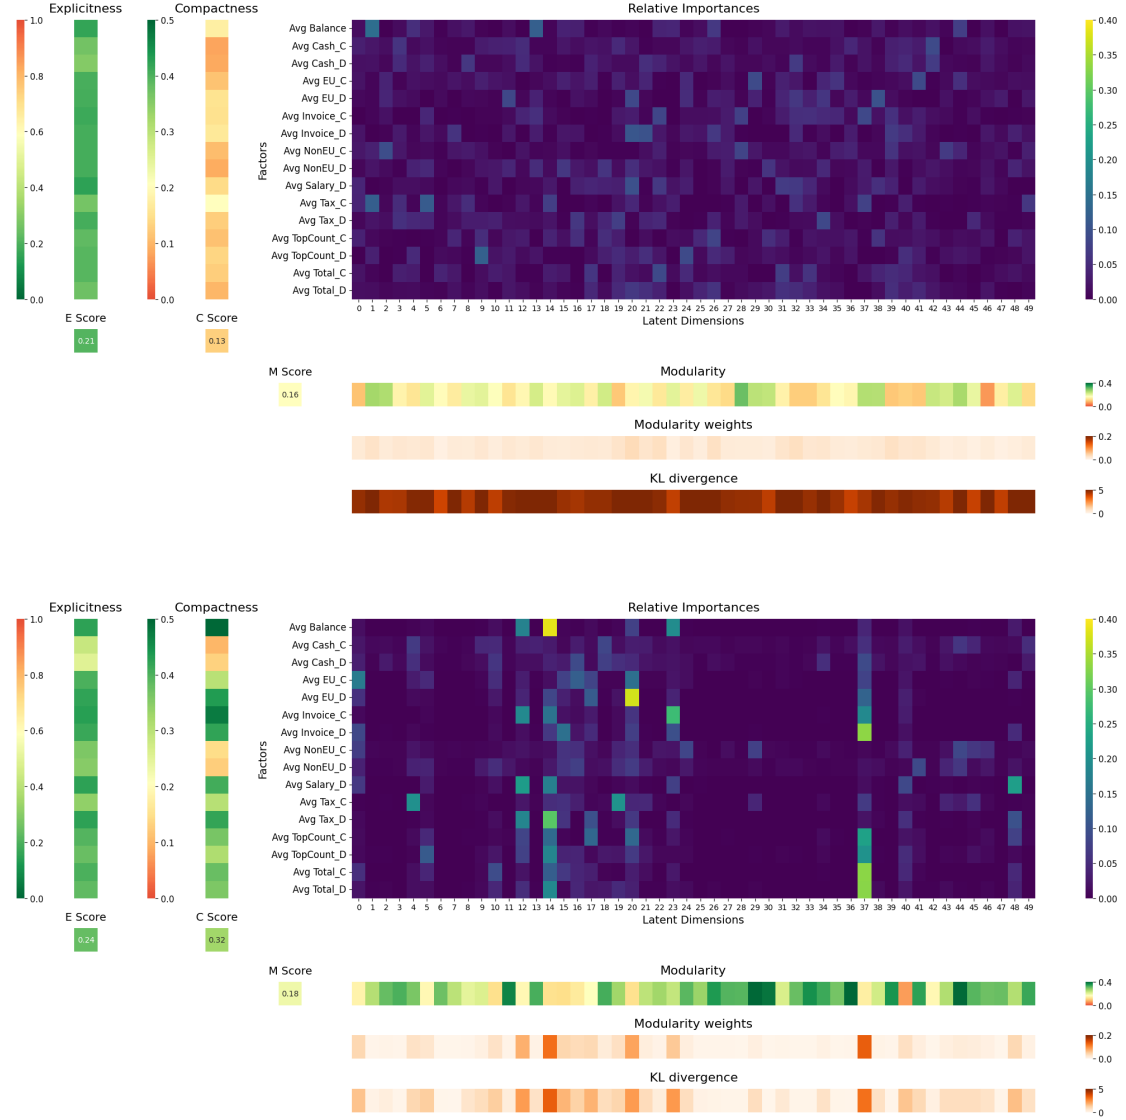 Explicitness
Compactness
Relative Importances
1.0
0.8
0.6
0.4
0.2
0.0
0.5
0.4
0.3
0.2
0.1
0.0
Factors
Avg Balance
Avg Cash_C
Avg Cash_D
Avg EU_C
Avg EU_D
Avg Invoice_C
Avg Invoice_D
Avg NonEU_C
Avg NonEU_D
Avg Salary_D
Avg Tax_C
Avg Tax_D
Avg TopCount_C
Avg TopCount_D
Avg Total_C
Avg Total_D
0.40
0.35
0.30
0.25
0.20
0.15
0.10
0.05
0.00
0 1 2 3 4 5 6 7 8 9 10 11 12 13 14 15 16 17 18 19 20 21 22 23 24 25 26 27 28 29 30 31 32 33 34 35 36 37 38 39 40 41 42 43 44 45 46 47 48 49
Latent Dimensions
E Score
0.21
C Score
0.13
M Score
0.16
Modularity
0.4
0.0
Modularity weights
0.2
0.0
KL divergence
5
0
Explicitness
Compactness
Relative Importances
1.0
0.8
0.6
0.4
0.2
0.0
0.5
0.4
0.3
0.2
0.1
0.0
Factors
Avg Balance
Avg Cash_C
Avg Cash_D
Avg EU_C
Avg EU_D
Avg Invoice_C
Avg Invoice_D
Avg NonEU_C
Avg NonEU_D
Avg Salary_D
Avg Tax_C
Avg Tax_D
Avg TopCount_C
Avg TopCount_D
Avg Total_C
Avg Total_D
0.40
0.35
0.30
0.25
0.20
0.15
0.10
0.05
0.00
0 1 2 3 4 5 6 7 8 9 10 11 12 13 14 15 16 17 18 19 20 21 22 23 24 25 26 27 28 29 30 31 32 33 34 35 36 37 38 39 40 41 42 43 44 45 46 47 48 49
Latent Dimensions
E Score
0.24
C Score
0.32
M Score
0.18
Modularity
0.4
0.0
Modularity weights
0.2
0.0
KL divergence
5
0